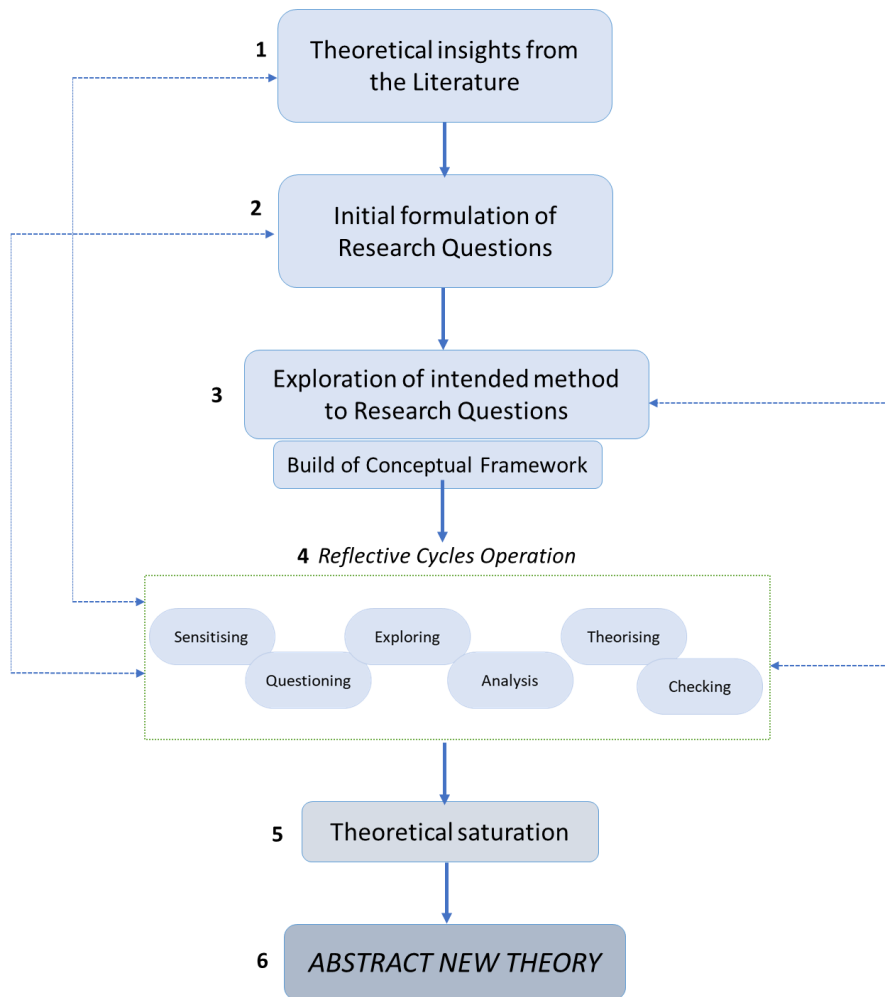 1
Theoretical insights from
the Literature
2
Initial formulation of
Research Questions
3
Exploration of intended method
to Research Questions
Build of Conceptual Framework
4 Reflective Cycles Operation
Sensitising
Exploring
Theorising
Questioning
Analysis
Checking
5
Theoretical saturation
6
ABSTRACT NEW THEORY